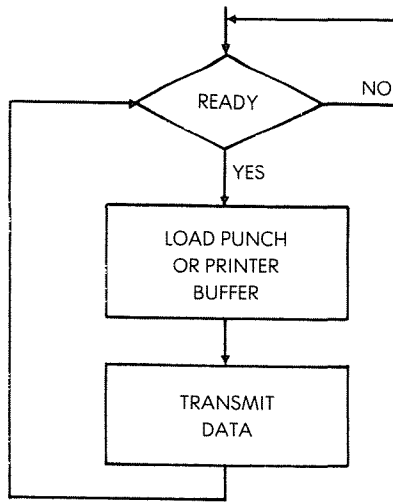 READY
NO
YES
LOAD PUNCH
OR PRINTER
BUFFER
TRANSMIT
DATA